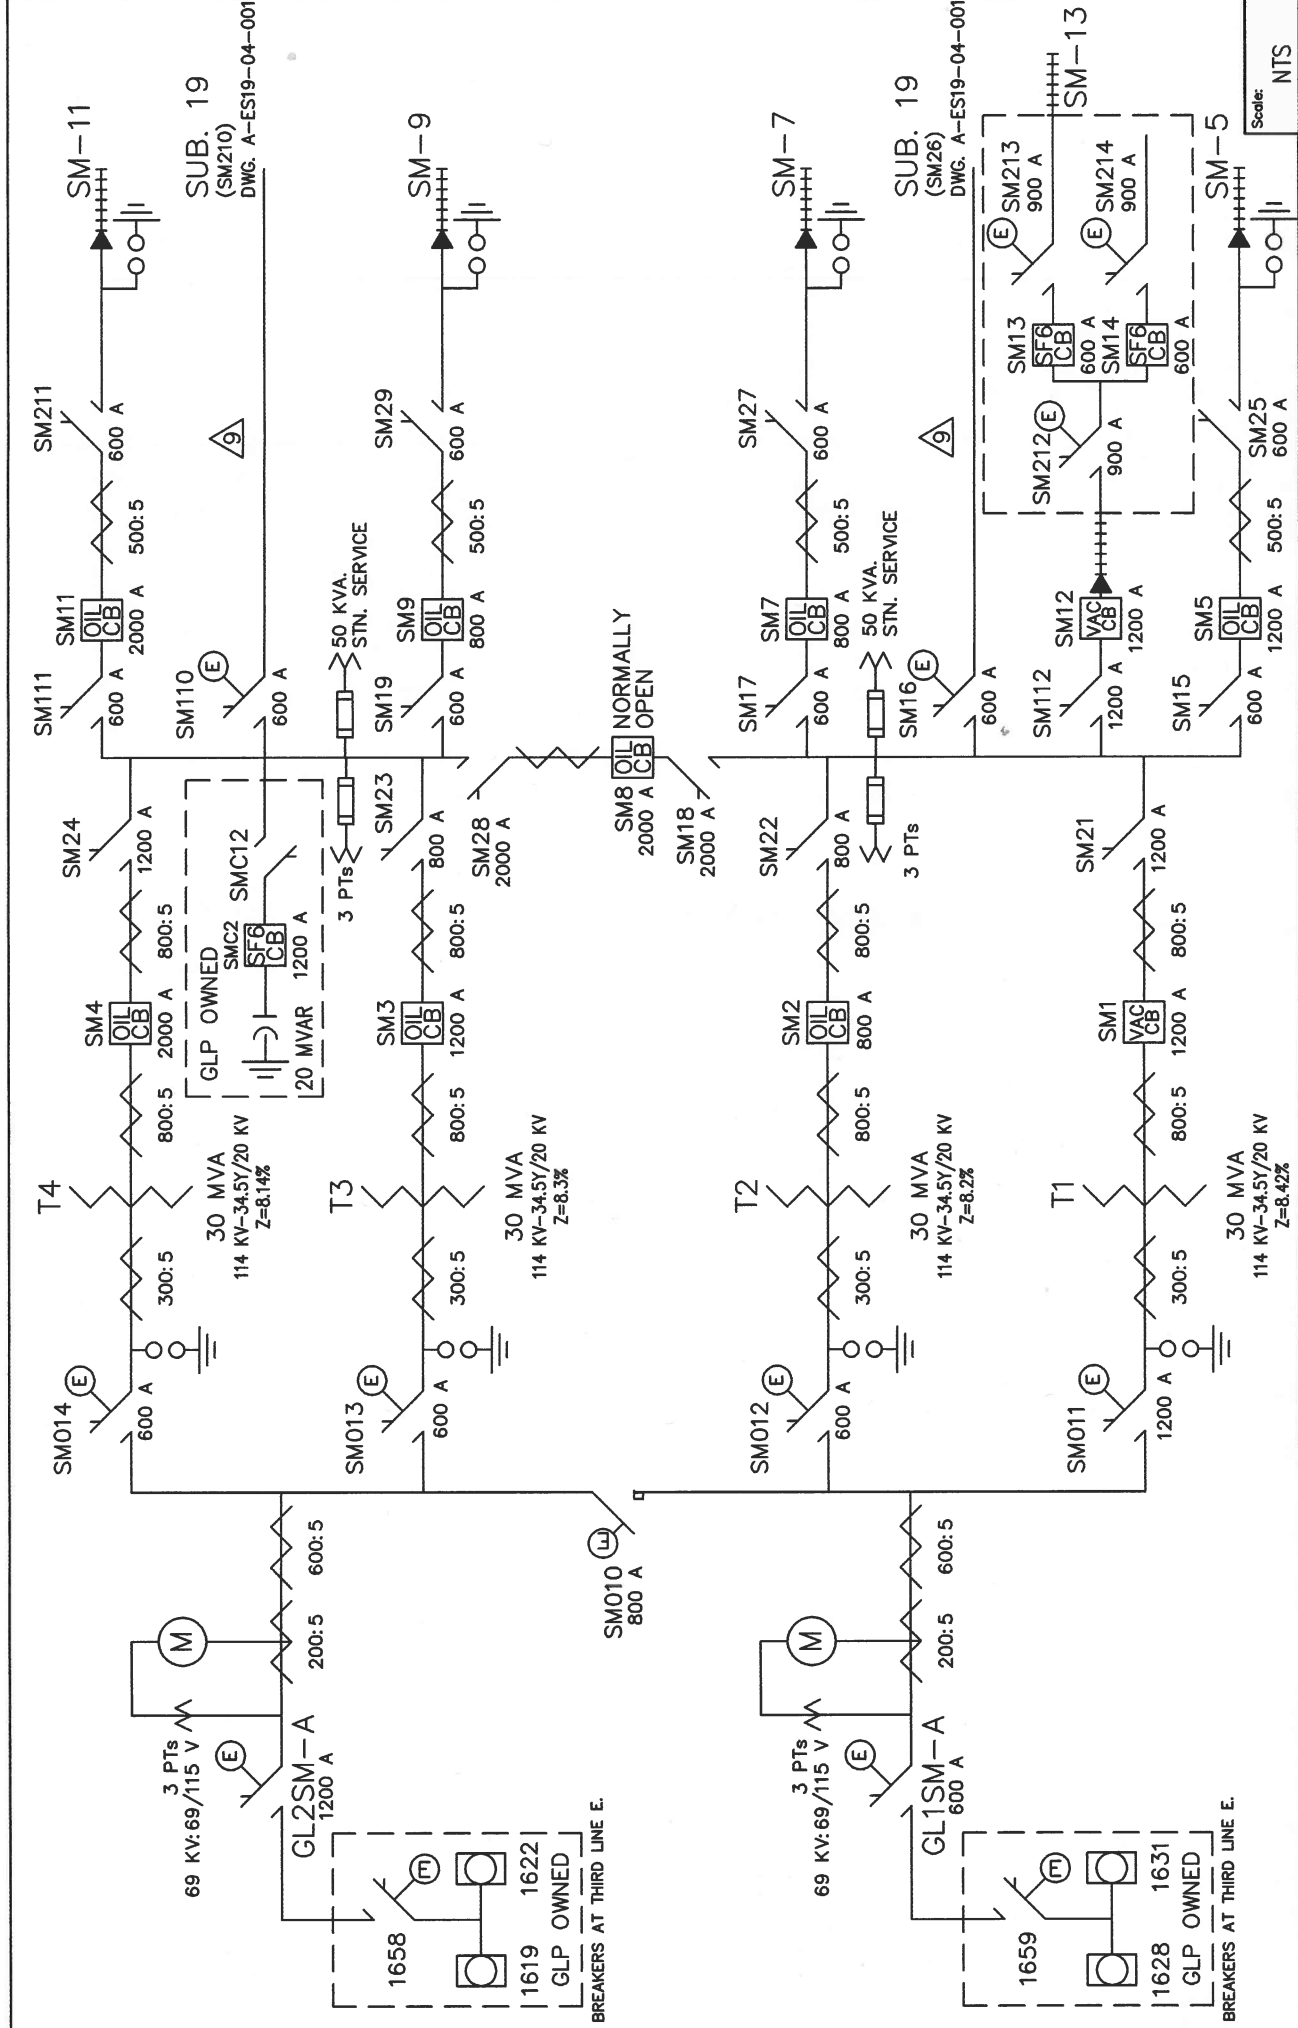 SM-11
SUB. 19
(SM210)
DWG. A-ES19-04-001
SM-9
SM-7
SUB. 19
(SM26)
DWG. A-ES19-04-001
SM-13
SM-5
Scale:
NTS
SM211
600 A
9
SM29
600 A
SM27
600 A
9
E
SM213
900 A
E
SM214
900 A
SM13
SF6
CB
600 A
SM14
SF6
CB
600 A
SM212
E
900 A
SM25
600 A
500:5
500:5
500:5
500:5
SM11
OIL
CB
2000 A
50 KVA.
STN. SERVICE
SM9
OIL
CB
800 A
SM7
OIL
CB
800 A
50 KVA.
STN. SERVICE
SM12
VAC
CB
1200 A
SM5
OIL
CB
1200 A
SM111
600 A
SM110
E
600 A
SM19
600 A
NORMALLY
OPEN
SM8
OIL
CB
2000 A
SM17
600 A
SM16
E
600 A
SM112
1200 A
SM15
600 A
SM24
1200 A
SM23
800 A
SM28
2000 A
SM18
2000 A
SM22
800 A
SM21
1200 A
3 PTs
3 PTs
GLP OWNED
SMC12
SMC2
SF6
CB
1200 A
20 MVAR
800:5
800:5
800:5
800:5
SM4
OIL
CB
2000 A
SM3
OIL
CB
1200 A
SM2
OIL
CB
800 A
SM1
VAC
CB
1200 A
800:5
800:5
800:5
800:5
T4
30 MVA
114 KV-34.5Y/20 KV
Z=8.14%
T3
30 MVA
114 KV-34.5Y/20 KV
Z=8.3%
T2
30 MVA
114 KV-34.5Y/20 KV
Z=8.2%
T1
30 MVA
114 KV-34.5Y/20 KV
Z=8.42%
300:5
300:5
300:5
300:5
SM014
E
600 A
SM013
E
600 A
SM012
E
600 A
SM011
E
1200 A
600:5
200:5
M
3 PTs
69 KV:69/115 V
E
GL2SM-A
1200 A
E
SM010
800 A
600:5
200:5
M
3 PTs
69 KV:69/115 V
E
GL1SM-A
600 A
1658
E
1619 1622
GLP OWNED
BREAKERS AT THIRD LINE E.
1659
E
1628 1631
GLP OWNED
BREAKERS AT THIRD LINE E.